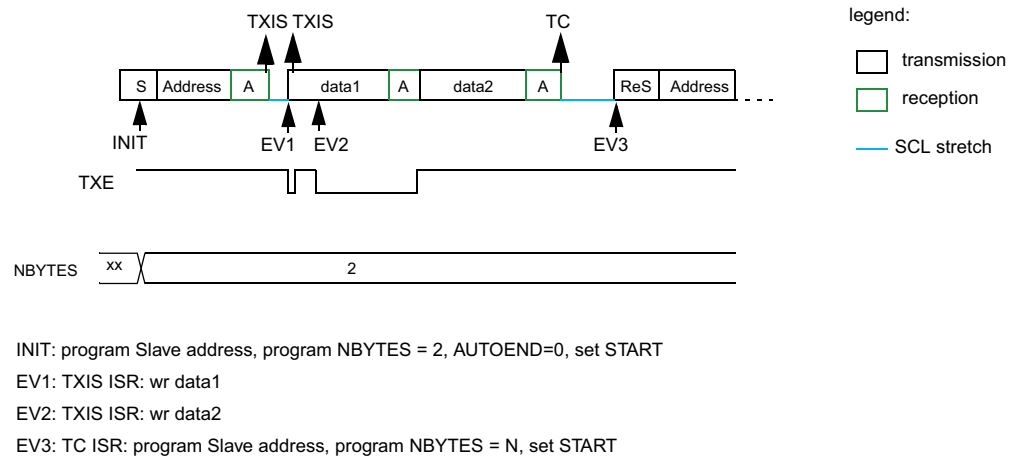 legend:
TXIS TXIS TC
transmission
S Address A data1 A data2 A ReS Address
reception
INIT EV1 EV2 EV3
SCL stretch
TXE
NBYTES xx 2
INIT: program Slave address, program NBYTES = 2, AUTOEND=0, set START
EV1: TXIS ISR: wr data1
EV2: TXIS ISR: wr data2
EV3: TC ISR: program Slave address, program NBYTES = N, set START